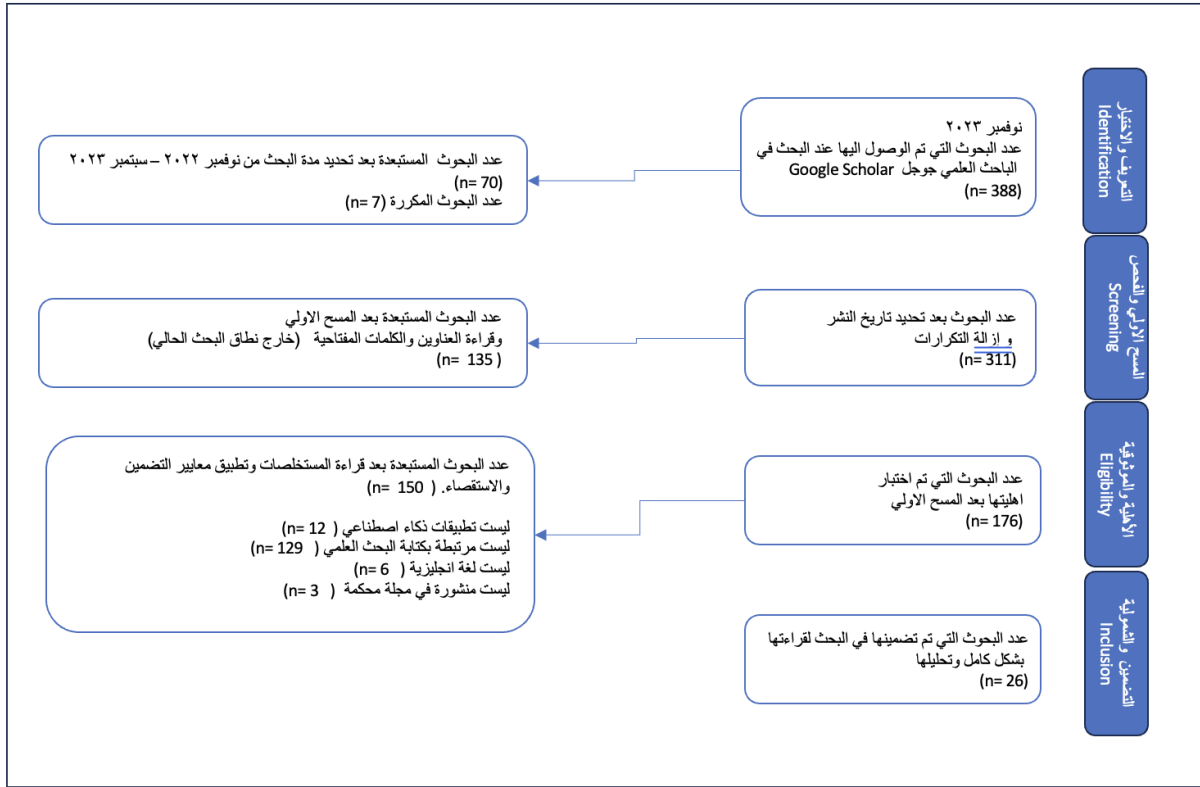 التعريف والاختيار
Identification
نوفمبر ٢٠٢٣
عدد البحوث التي تم الوصول اليها عند البحث في
الباحث العلمي جوجل Google Scholar
(n= 388)
عدد البحوث المستبعدة بعد تحديد مدة البحث من نوفمبر ٢٠٢٢ – سبتمبر ٢٠٢٣
(n= 70)
عدد البحوث المكررة (n= 7)
المسح الاولي والفحص
Screening
عدد البحوث بعد تحديد تاريخ النشر
و إزالة التكرارات
(n= 311)
عدد البحوث المستبعدة بعد المسح الاولي
وقراءة العناوين والكلمات المفتاحية (خارج نطاق البحث الحالي)
(n= 135)
الأهلية والموثوقية
Eligibility
عدد البحوث التي تم اختبار
اهليتها بعد المسح الاولي
(n= 176)
عدد البحوث المستبعدة بعد قراءة المستخلصات وتطبيق معايير التضمين
والاستقصاء. (n= 150)
ليست تطبيقات ذكاء اصطناعي (n= 12)
ليست مرتبطة بكتابة البحث العلمي (n= 129)
ليست لغة انجليزية (n= 6)
ليست منشورة في مجلة محكمة (n= 3)
التضمين والشمولية
Inclusion
عدد البحوث التي تم تضمينها في البحث لقراءتها
بشكل كامل وتحليلها
(n= 26)